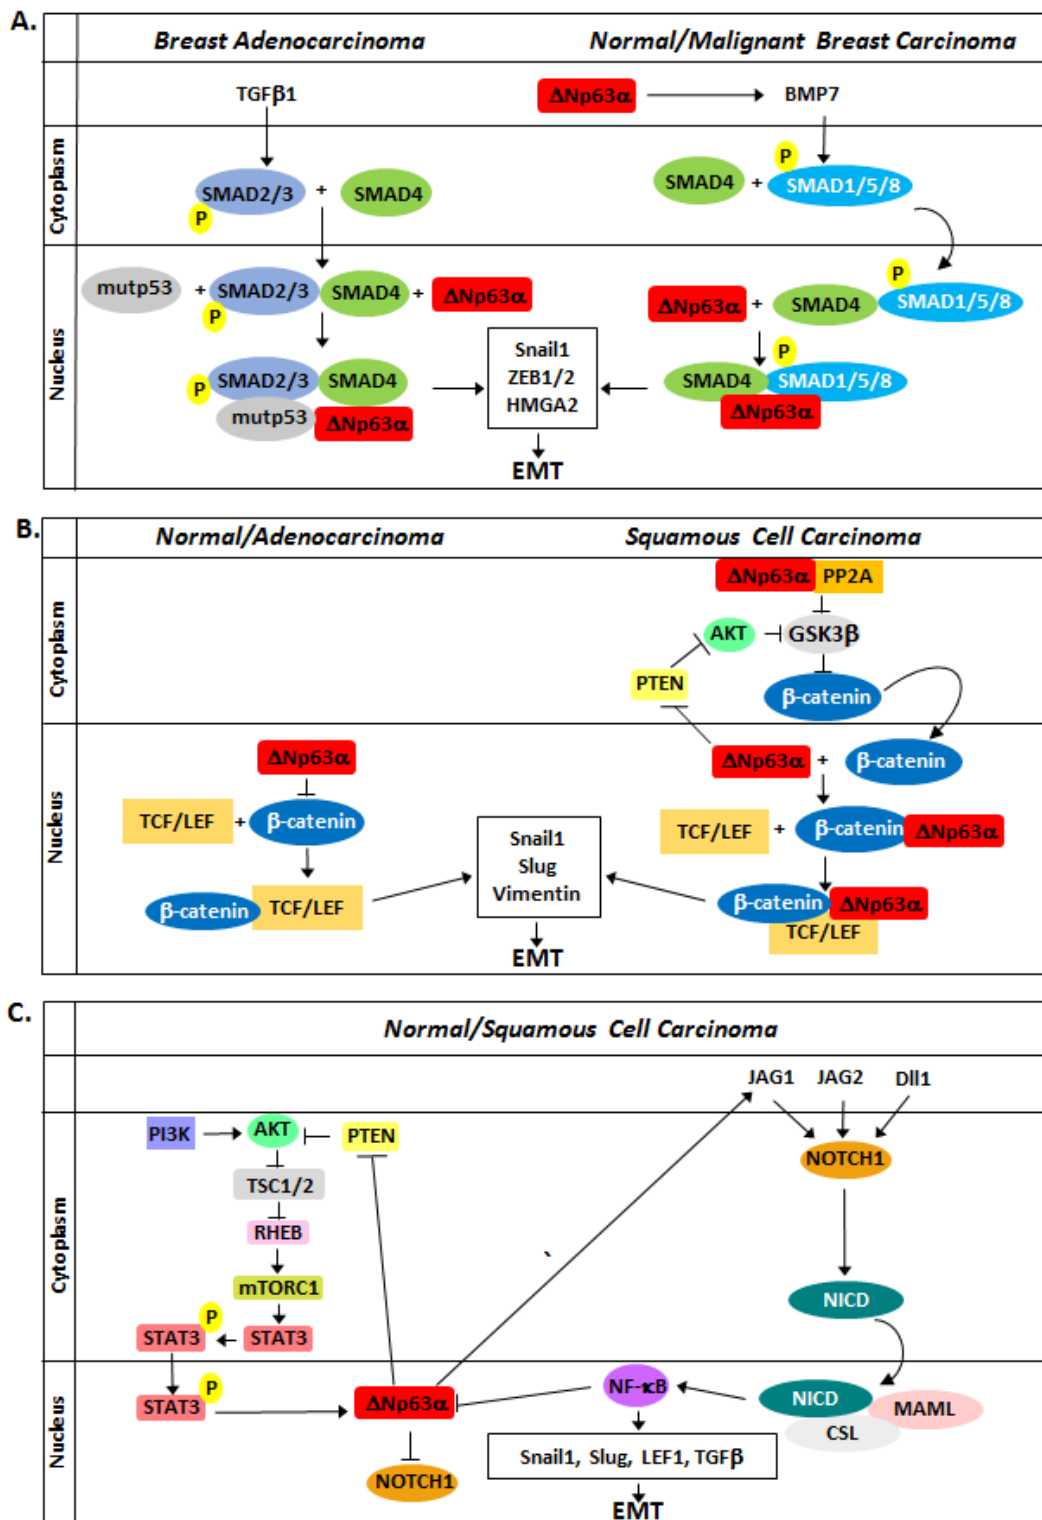 A.
Breast Adenocarcinoma
Normal/Malignant Breast Carcinoma
TGFβ1
ΔNp63α
BMP7
Cytoplasm
SMAD2/3
P
+
SMAD4
SMAD4
+
P
SMAD1/5/8
Nucleus
mutp53
+
SMAD2/3
P
SMAD4
+
ΔNp63α
ΔNp63α
+
SMAD4
P
SMAD1/5/8
P
SMAD2/3
SMAD4
mutp53
ΔNp63α
Snail1
ZEB1/2
HMGA2
EMT
P
SMAD4
SMAD1/5/8
ΔNp63α
B.
Normal/Adenocarcinoma
Squamous Cell Carcinoma
Cytoplasm
ΔNp63α
PP2A
AKT
GSK3β
PTEN
β-catenin
Nucleus
ΔNp63α
TCF/LEF
+
β-catenin
β-catenin
TCF/LEF
Snail1
Slug
Vimentin
EMT
ΔNp63α
+
β-catenin
TCF/LEF
+
β-catenin
ΔNp63α
β-catenin
ΔNp63α
TCF/LEF
C.
Normal/Squamous Cell Carcinoma
JAG1
JAG2
Dll1
Cytoplasm
PI3K
AKT
PTEN
TSC1/2
RHEB
mTORC1
P
STAT3
STAT3
NOTCH1
NICD
Nucleus
P
STAT3
ΔNp63α
NOTCH1
NF-κB
NICD
MAML
CSL
Snail1, Slug, LEF1, TGFβ
EMT